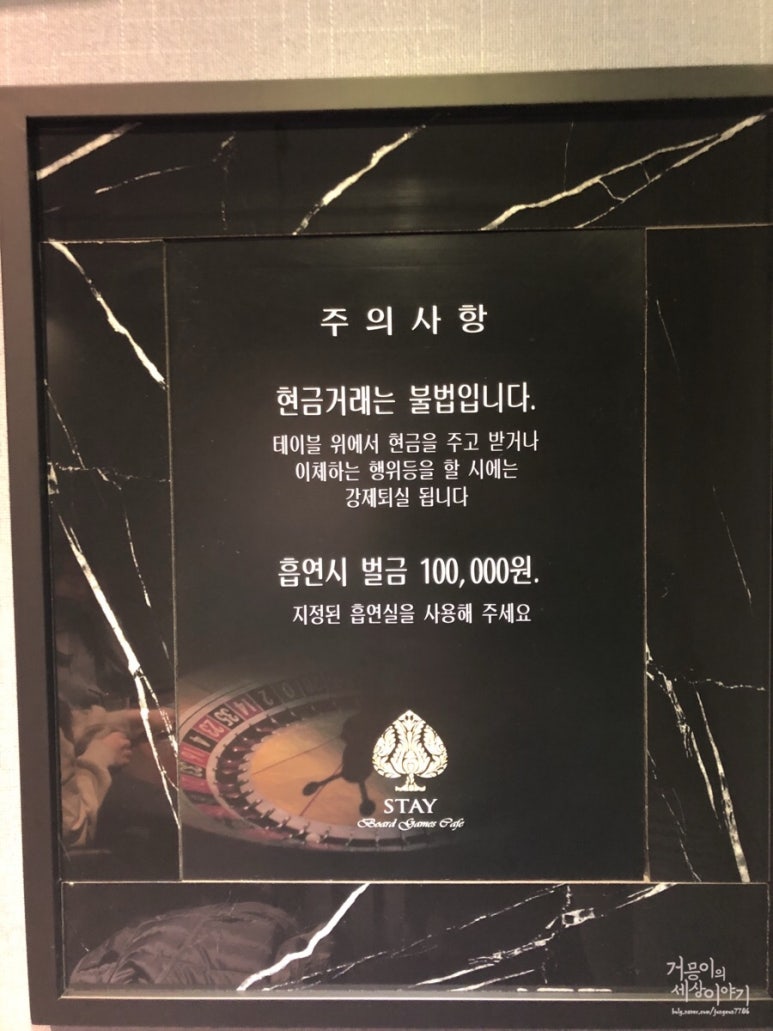 주의사항
현금거래는 불법입니다.
테이블 위에서 현금을 주고 받거나
이체하는 행위등을 할 시에는
강제퇴실 됩니다
흡연시 벌금 100,000원.
지정된 흡연실을 사용해 주세요
STAY
Board Games Cafe
거믕이의
세상이야기